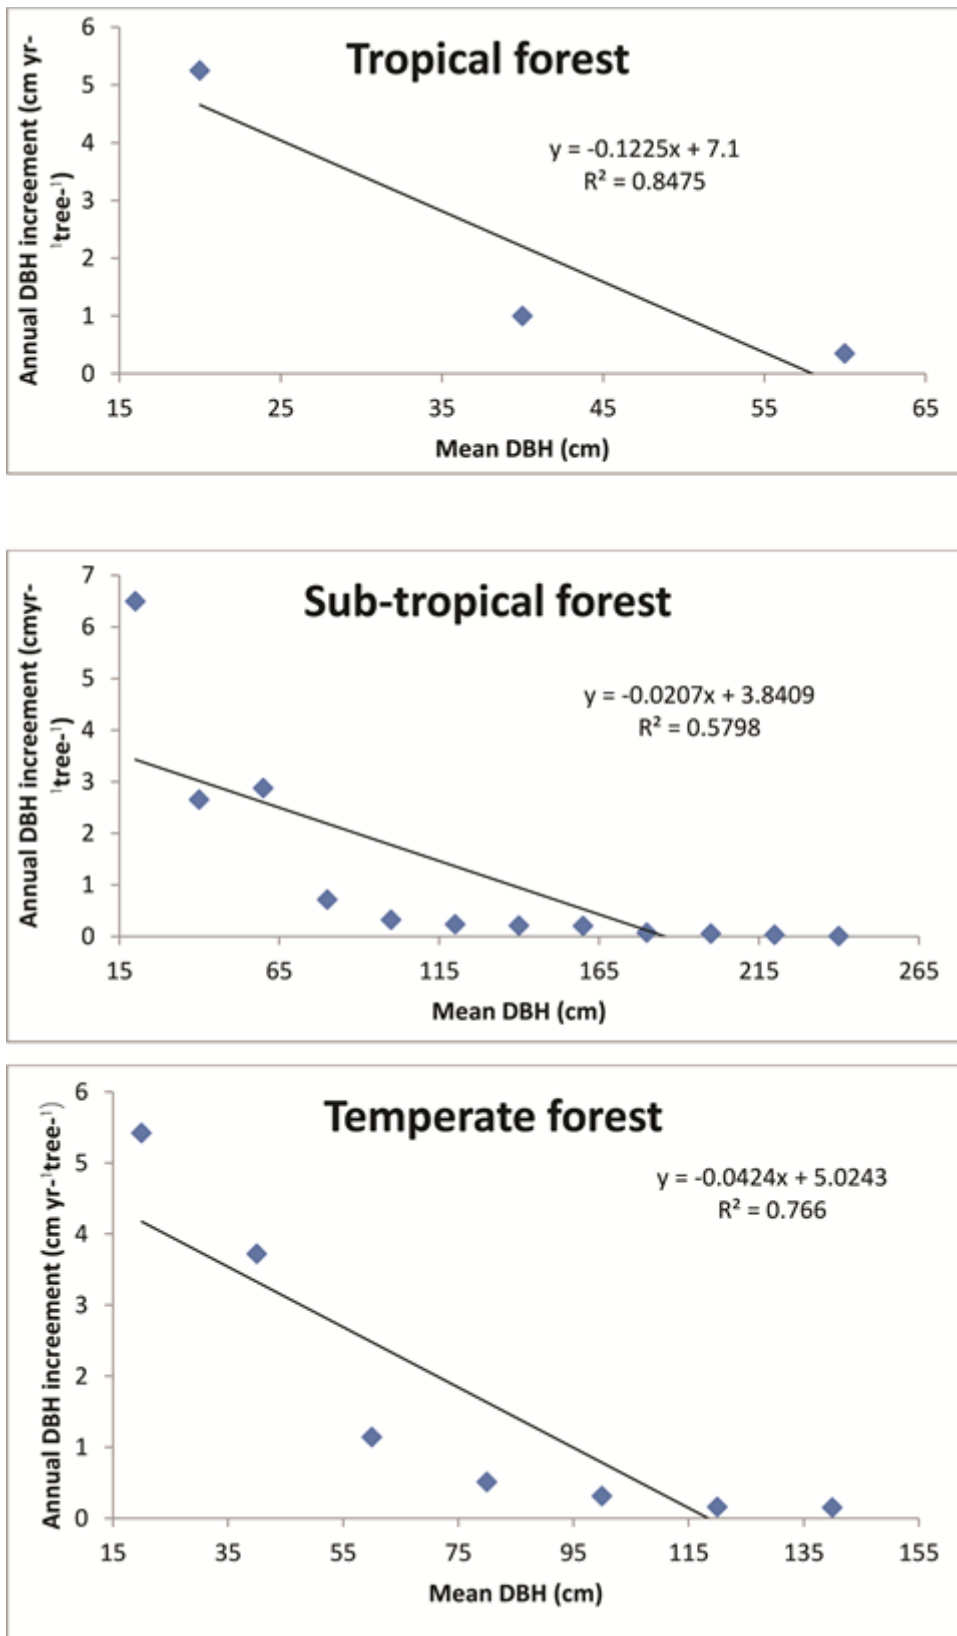 Tropical forest
Annual DBH increement (cm yr-
¹tree-¹)
6
5
4
3
2
1
0
y = -0.1225x + 7.1
R² = 0.8475
15 25 35 45 55 65
Mean DBH (cm)
Sub-tropical forest
Annual DBH increement (cmyr-
¹tree-¹)
7
6
5
4
3
2
1
0
y = -0.0207x + 3.8409
R² = 0.5798
15 65 115 165 215 265
Mean DBH (cm)
Temperate forest
Annual DBH increement (cm yr-¹tree-¹)
6
5
4
3
2
1
0
y = -0.0424x + 5.0243
R² = 0.766
15 35 55 75 95 115 135 155
Mean DBH (cm)